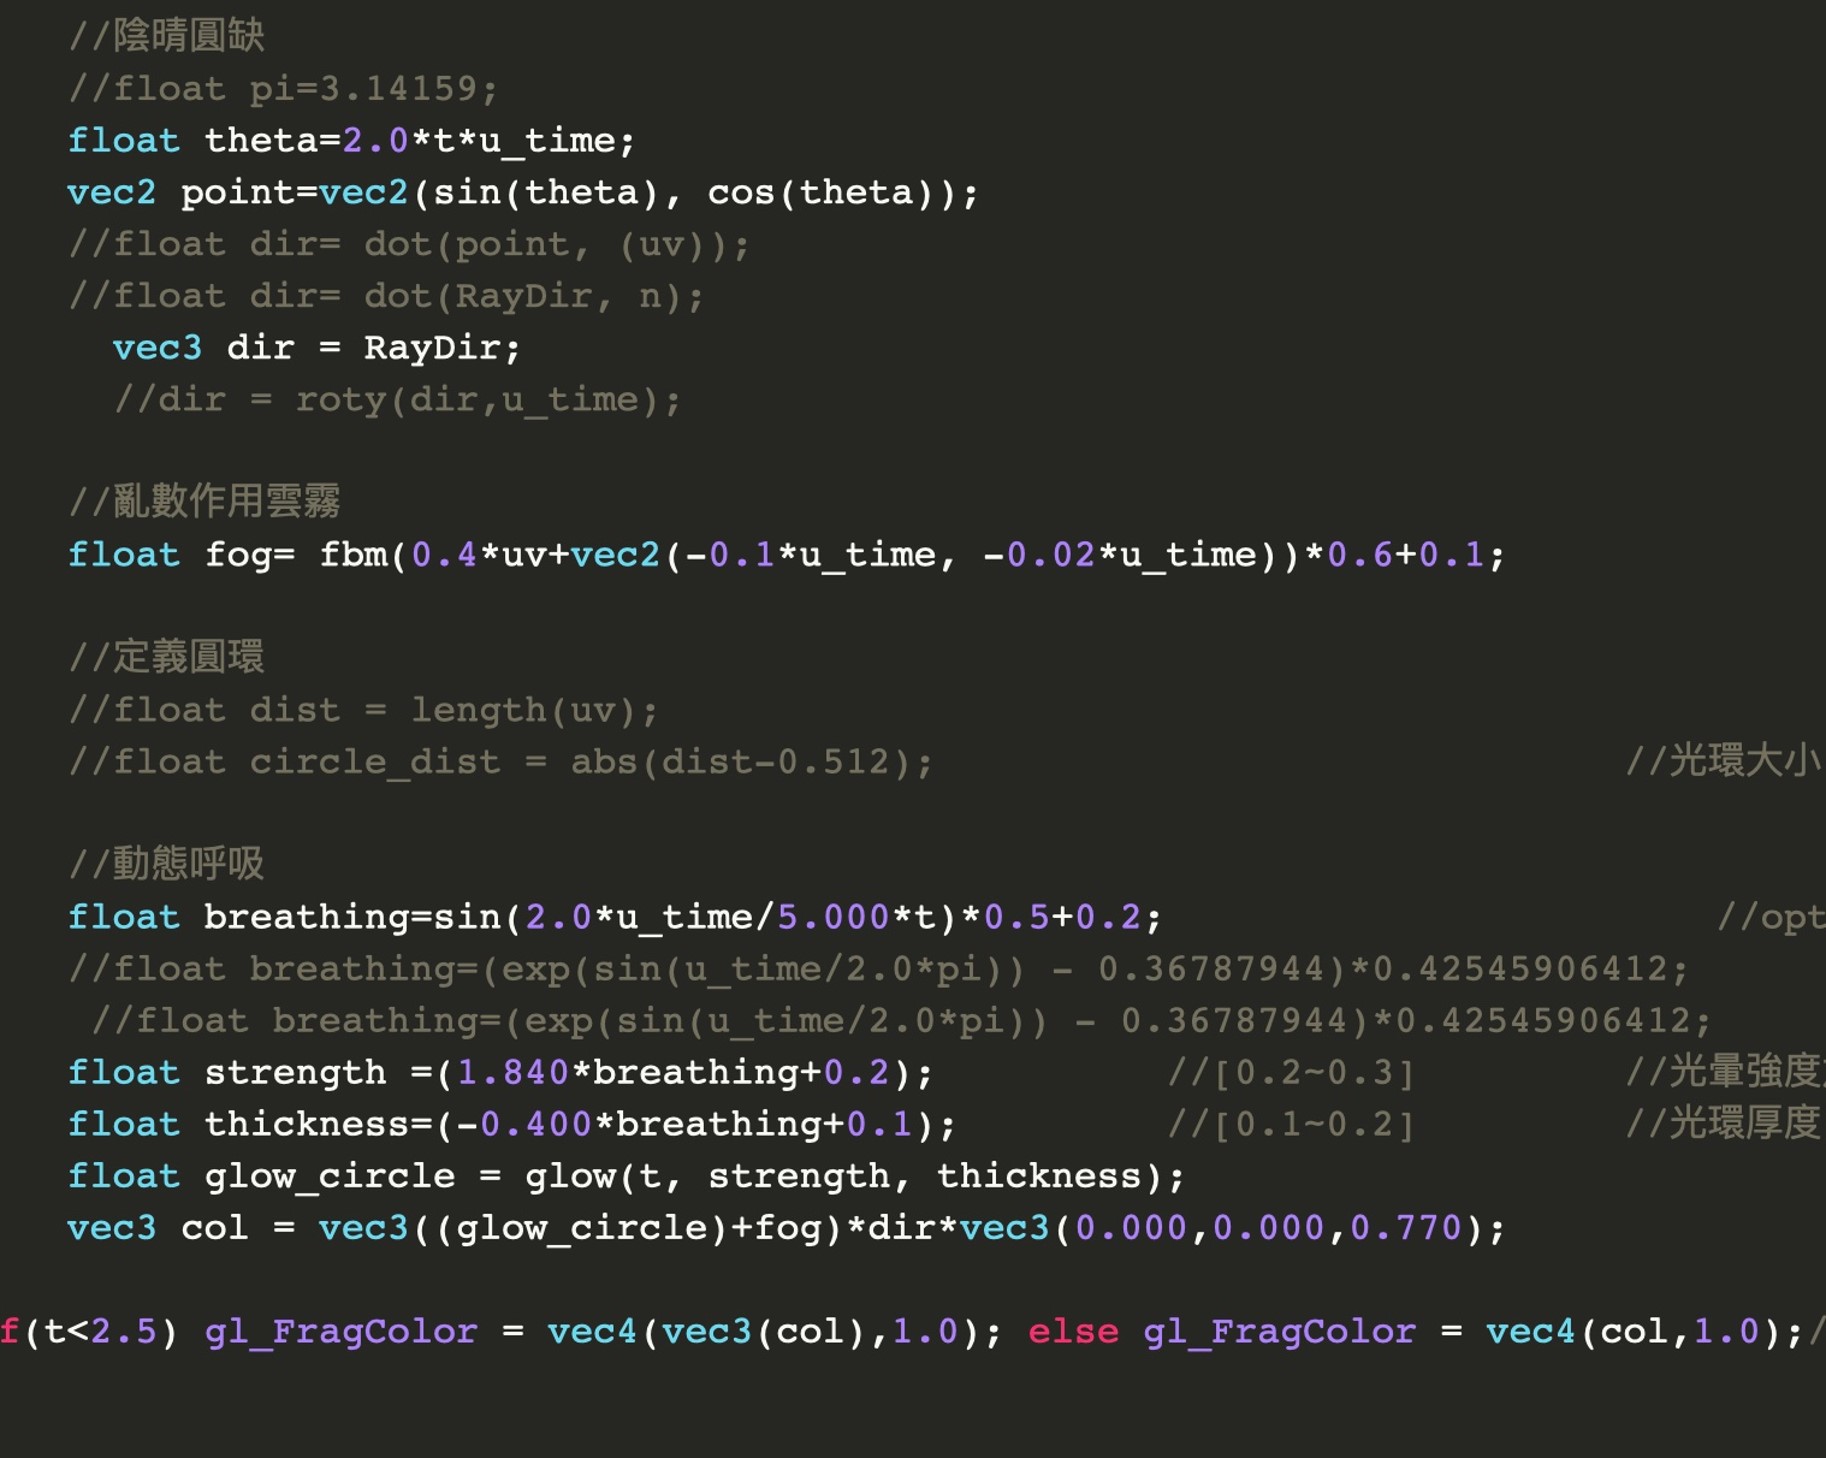 //陰晴圓缺
//float pi=3.14159;
float theta=2.0*t*u_time;
vec2 point=vec2(sin(theta), cos(theta));
//float dir= dot(point, (uv));
//float dir= dot(RayDir, n);
vec3 dir = RayDir;
//dir = roty(dir,u_time);
//亂數作用雲霧
float fog= fbm(0.4*uv+vec2(-0.1*u_time, -0.02*u_time))*0.6+0.1;
//定義圓環
//float dist = length(uv);
//float circle_dist = abs(dist-0.512); //光環大小
//動態呼吸
float breathing=sin(2.0*u_time/5.000*t)*0.5+0.2; //opt
//float breathing=(exp(sin(u_time/2.0*pi)) - 0.36787944)*0.42545906412;
//float breathing=(exp(sin(u_time/2.0*pi)) - 0.36787944)*0.42545906412;
float strength =(1.840*breathing+0.2); //[0.2~0.3] //光暈強度
float thickness=(-0.400*breathing+0.1); //[0.1~0.2] //光環厚度
float glow_circle = glow(t, strength, thickness);
vec3 col = vec3((glow_circle)+fog)*dir*vec3(0.000,0.000,0.770);
f(t<2.5) gl_FragColor = vec4(vec3(col),1.0); else gl_FragColor = vec4(col,1.0);/